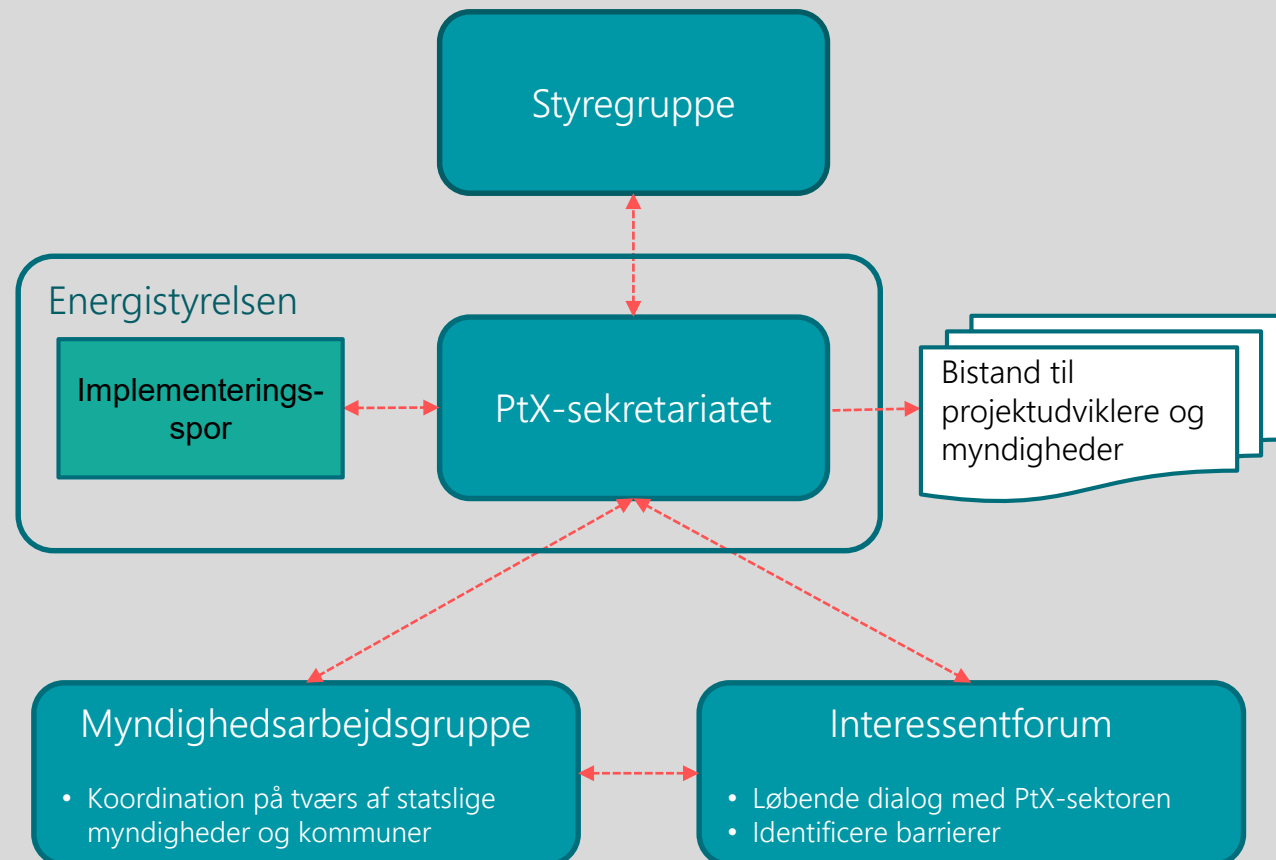 Styregruppe
Energistyrelsen
Implementerings-
spor
PtX-sekretariatet
Bistand til
projektudviklere og
myndigheder
Myndighedsarbejdsgruppe
• Koordination på tværs af statslige
myndigheder og kommuner
Interessentforum
• Løbende dialog med PtX-sektoren
• Identificere barrierer